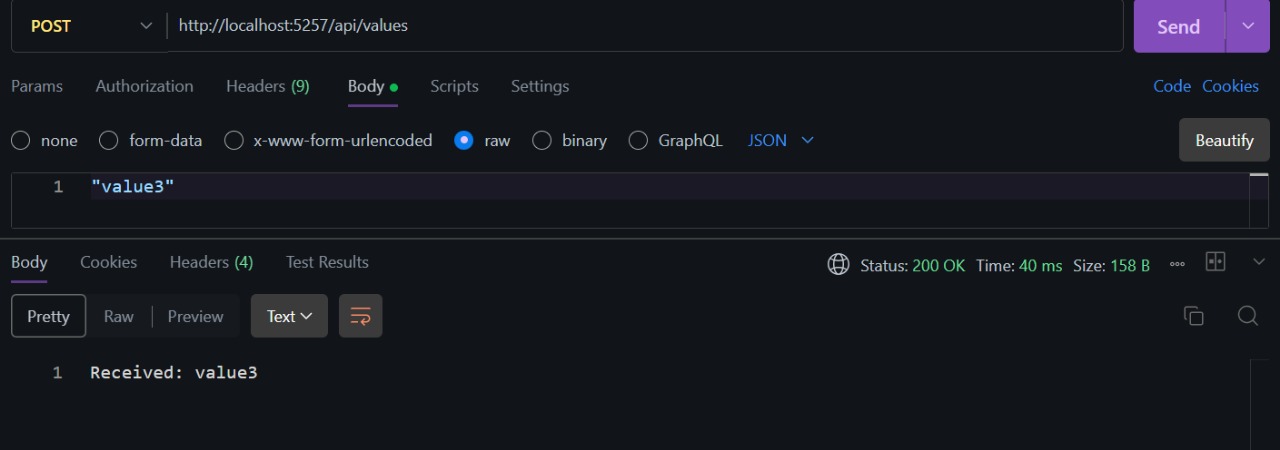 POST http://localhost:5257/api/values Send
Params Authorization Headers (9) Body Scripts Settings Code Cookies
none form-data x-www-form-urlencoded raw binary GraphQL JSON Beautify
1 "value3"
Body Cookies Headers (4) Test Results Status: 200 OK Time: 40 ms Size: 158 B
Pretty Raw Preview Text
1 Received: value3